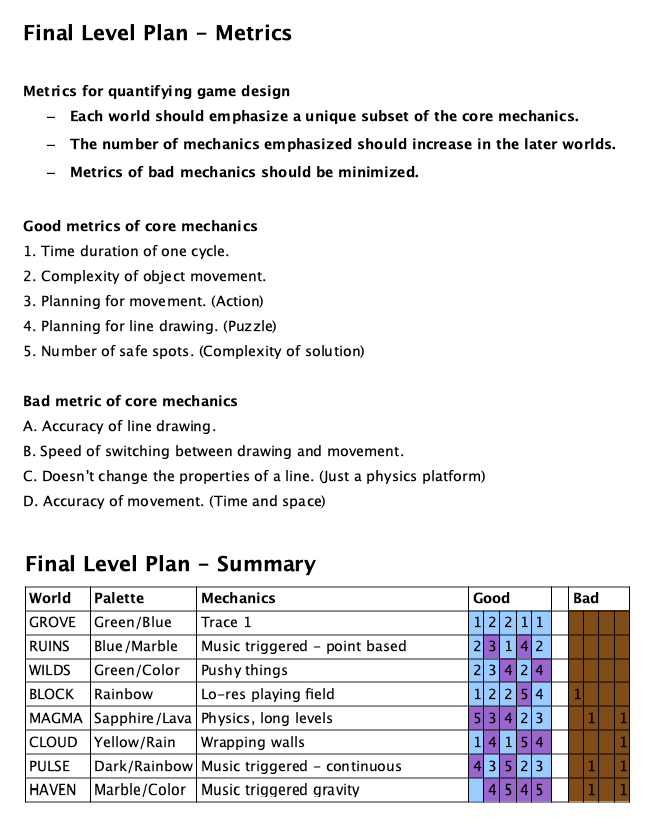 Final Level Plan – Metrics
Metrics for quantifying game design
– Each world should emphasize a unique subset of the core mechanics.
– The number of mechanics emphasized should increase in the later worlds.
– Metrics of bad mechanics should be minimized.
Good metrics of core mechanics
1. Time duration of one cycle.
2. Complexity of object movement.
3. Planning for movement. (Action)
4. Planning for line drawing. (Puzzle)
5. Number of safe spots. (Complexity of solution)
Bad metric of core mechanics
A. Accuracy of line drawing.
B. Speed of switching between drawing and movement.
C. Doesn't change the properties of a line. (Just a physics platform)
D. Accuracy of movement. (Time and space)
Final Level Plan – Summary
World Palette Mechanics Good Bad
GROVE Green/Blue Trace 1 1 2 2 1 1
RUINS Blue/Marble Music triggered – point based 2 3 1 4 2
WILDS Green/Color Pushy things 2 3 4 2 4
BLOCK Rainbow Lo-res playing field 1 2 2 5 4 1
MAGMA Sapphire/Lava Physics, long levels 5 3 4 2 3 1 1
CLOUD Yellow/Rain Wrapping walls 1 4 1 5 4 1
PULSE Dark/Rainbow Music triggered – continuous 4 3 5 2 3 1 1
HAVEN Marble/Color Music triggered gravity 4 5 4 5 1 1